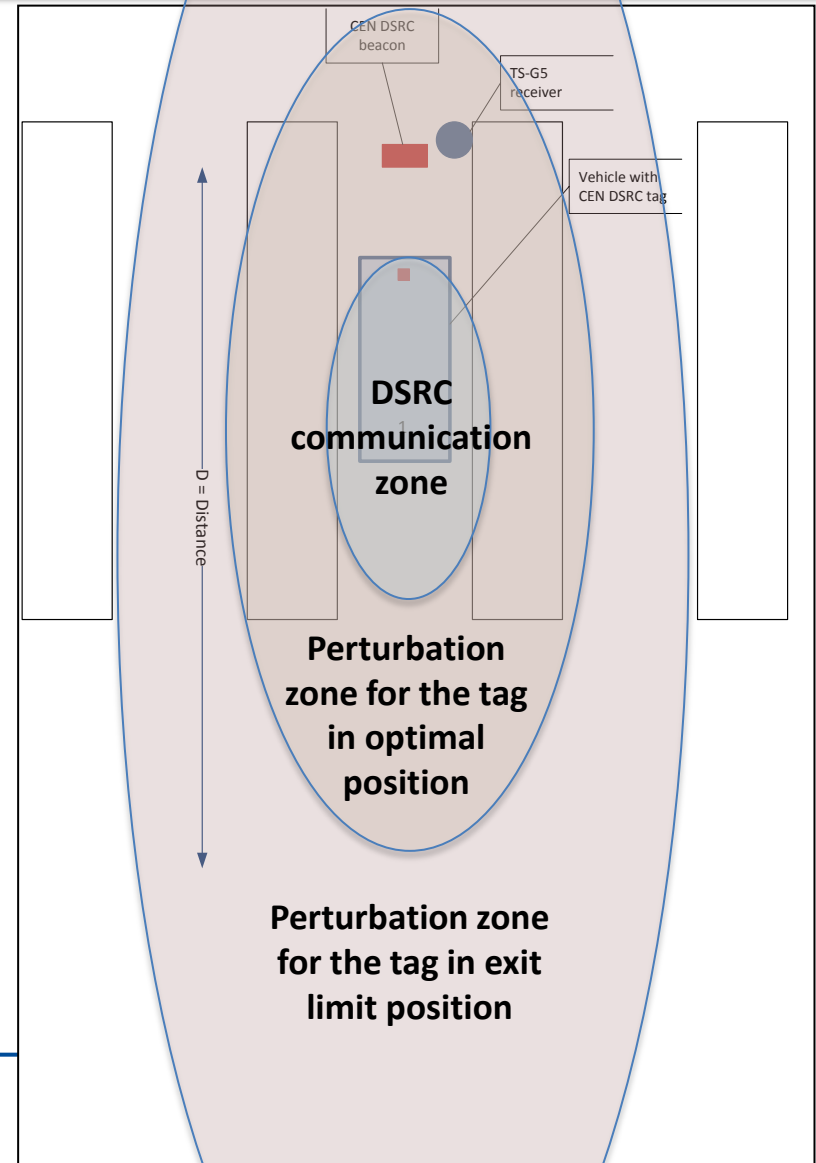 CEN DSRC
beacon
TS-G5
receiver
Vehicle with
CEN DSRC tag
DSRC
communication
zone
1
D = Distance
Perturbation
zone for the tag
in optimal
position
Perturbation zone
for the tag in exit
limit position